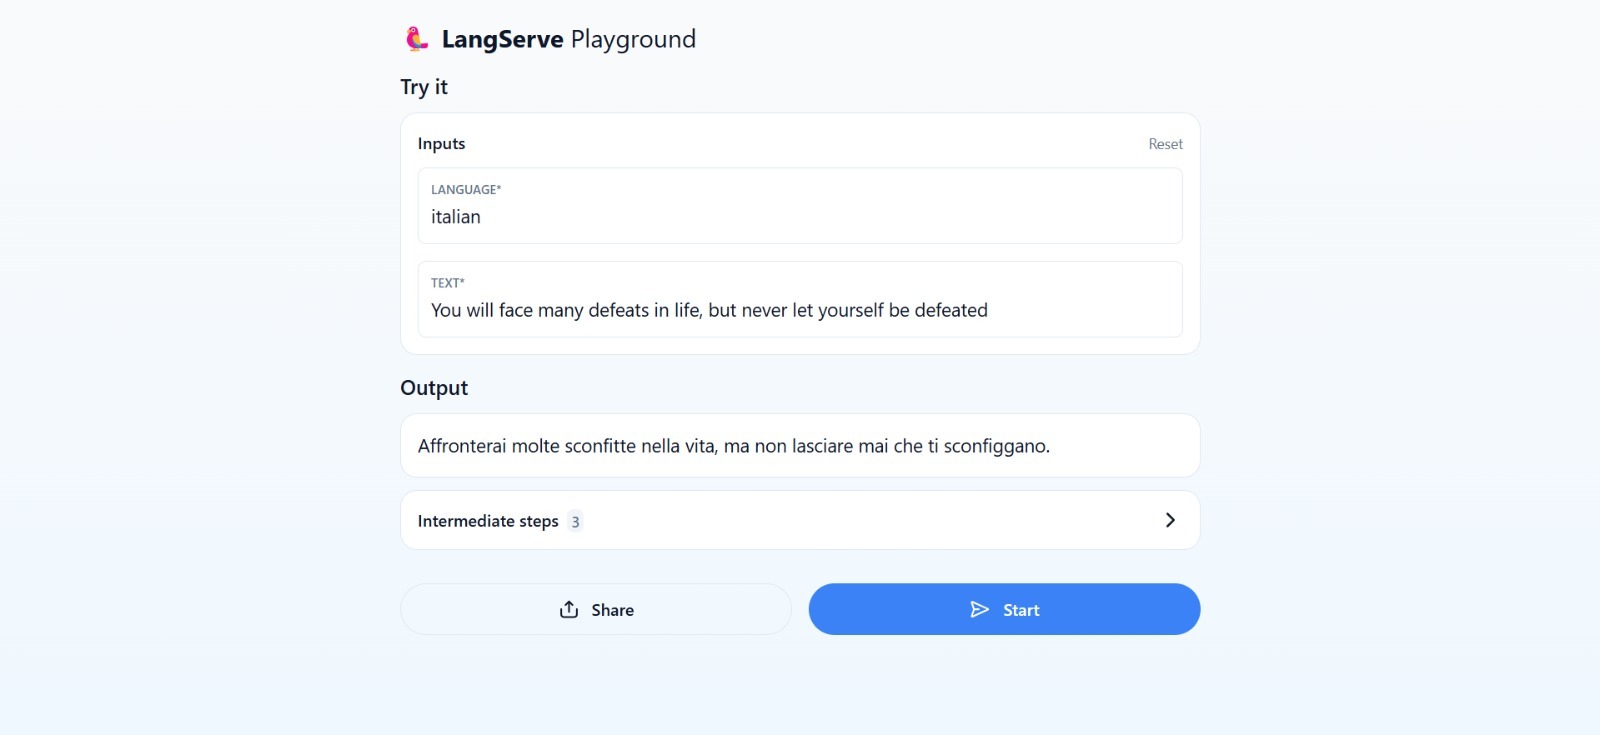 LangServe Playground
Try it
Inputs
Reset
LANGUAGE*
italian
TEXT*
You will face many defeats in life, but never let yourself be defeated
Output
Affronterai molte sconfitte nella vita, ma non lasciare mai che ti sconfiggano.
Intermediate steps 3
Share
Start